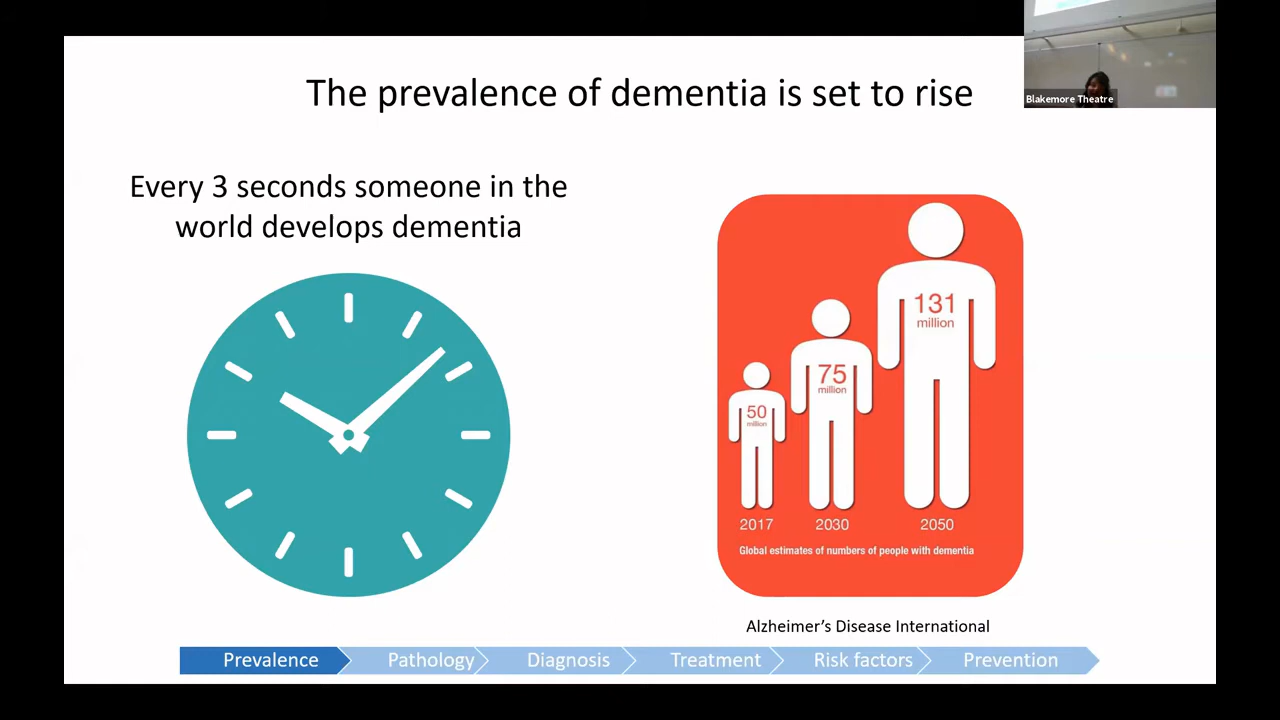 The prevalence of dementia is set to rise
Blakemore Theatre
Every 3 seconds someone in the
world develops dementia
131
million
75
million
50
million
2017
2030
2050
Global estimates of numbers of people with dementia
Alzheimer's Disease International
Prevalence
Pathology
Diagnosis
Treatment
Risk factors
Prevention